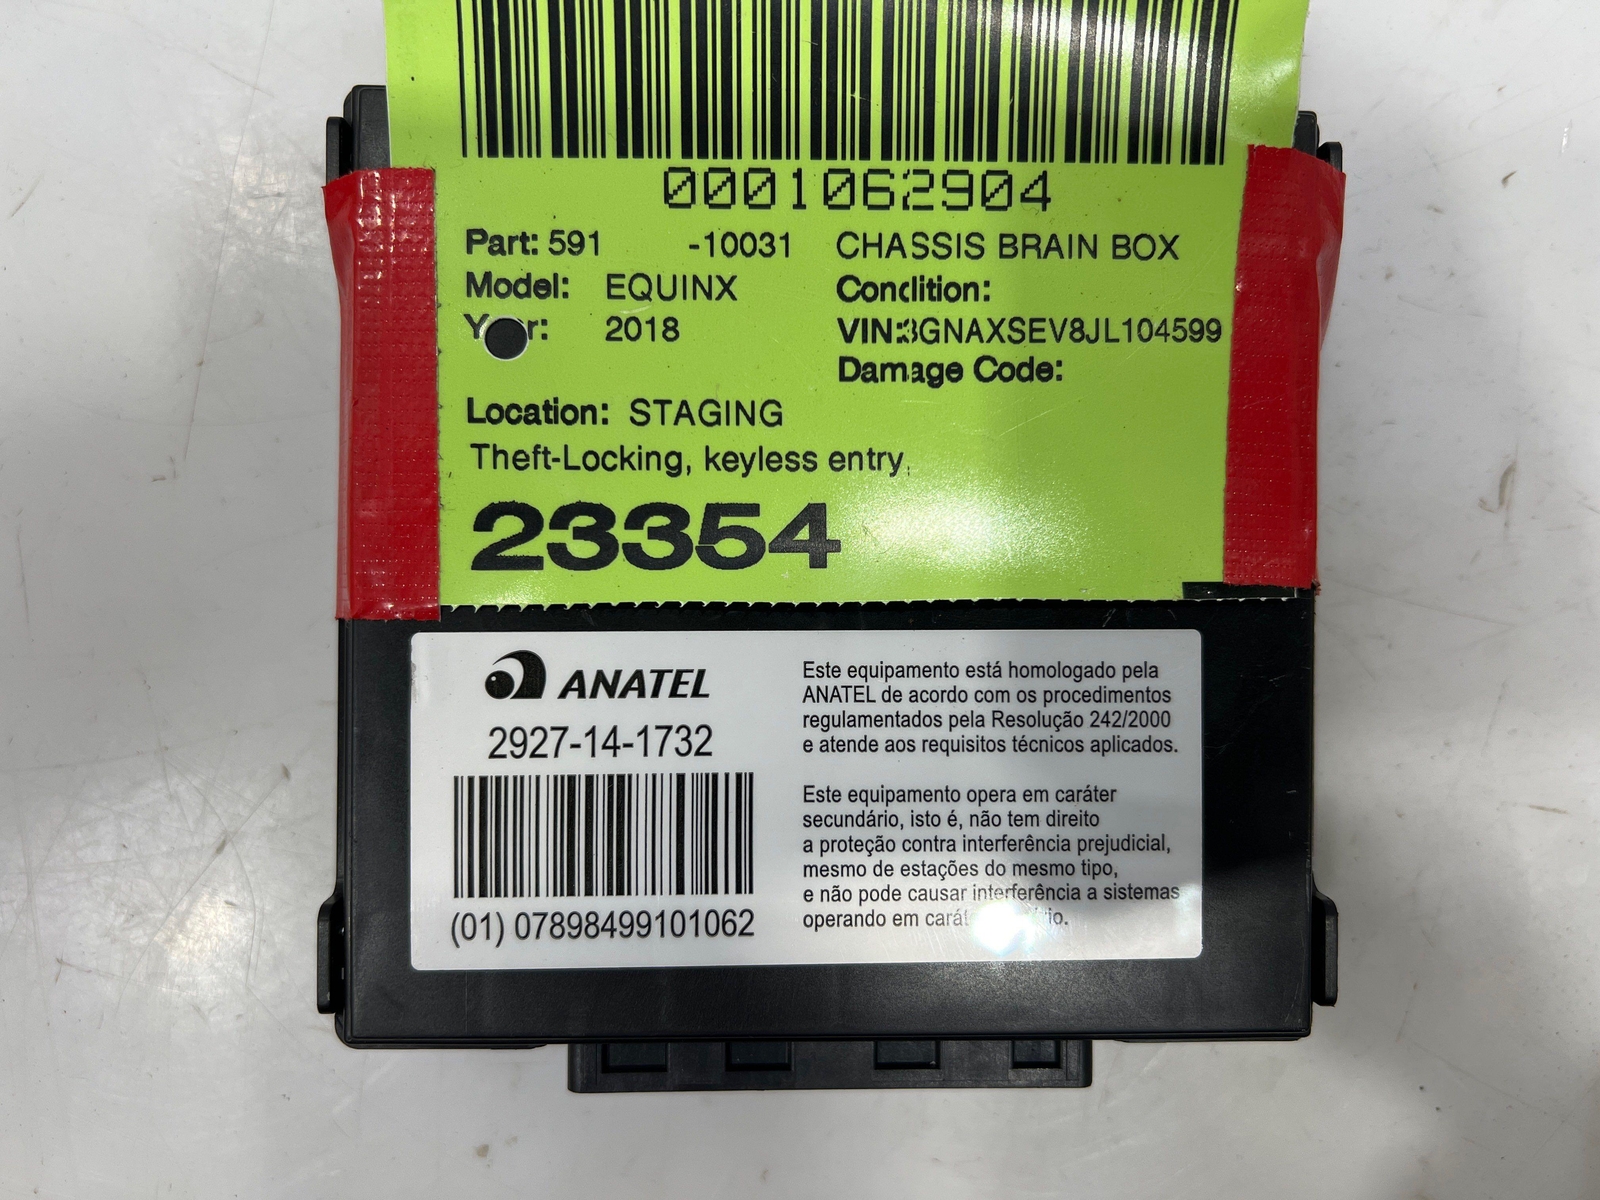 0001062904
Part: 591 -10031 CHASSIS BRAIN BOX
Model: EQUINX Condition:
2018 VIN:3GNAXSEV8JL104599
Damage Code:
Location: STAGING
Theft-Locking, keyless entry,
23354
ANATEL
2927-14-1732
(01) 07898499101062
Este equipamento está homologado pela
ANATEL de acordo com os procedimentos
regulamentados pela Resolução 242/2000
e atende aos requisitos técnicos aplicados.
Este equipamento opera em caráter
secundário, isto é, não tem direito
a proteção contra interferência prejudicial,
mesmo de estações do mesmo tipo,
e não pode causar interferência a sistemas
operando em